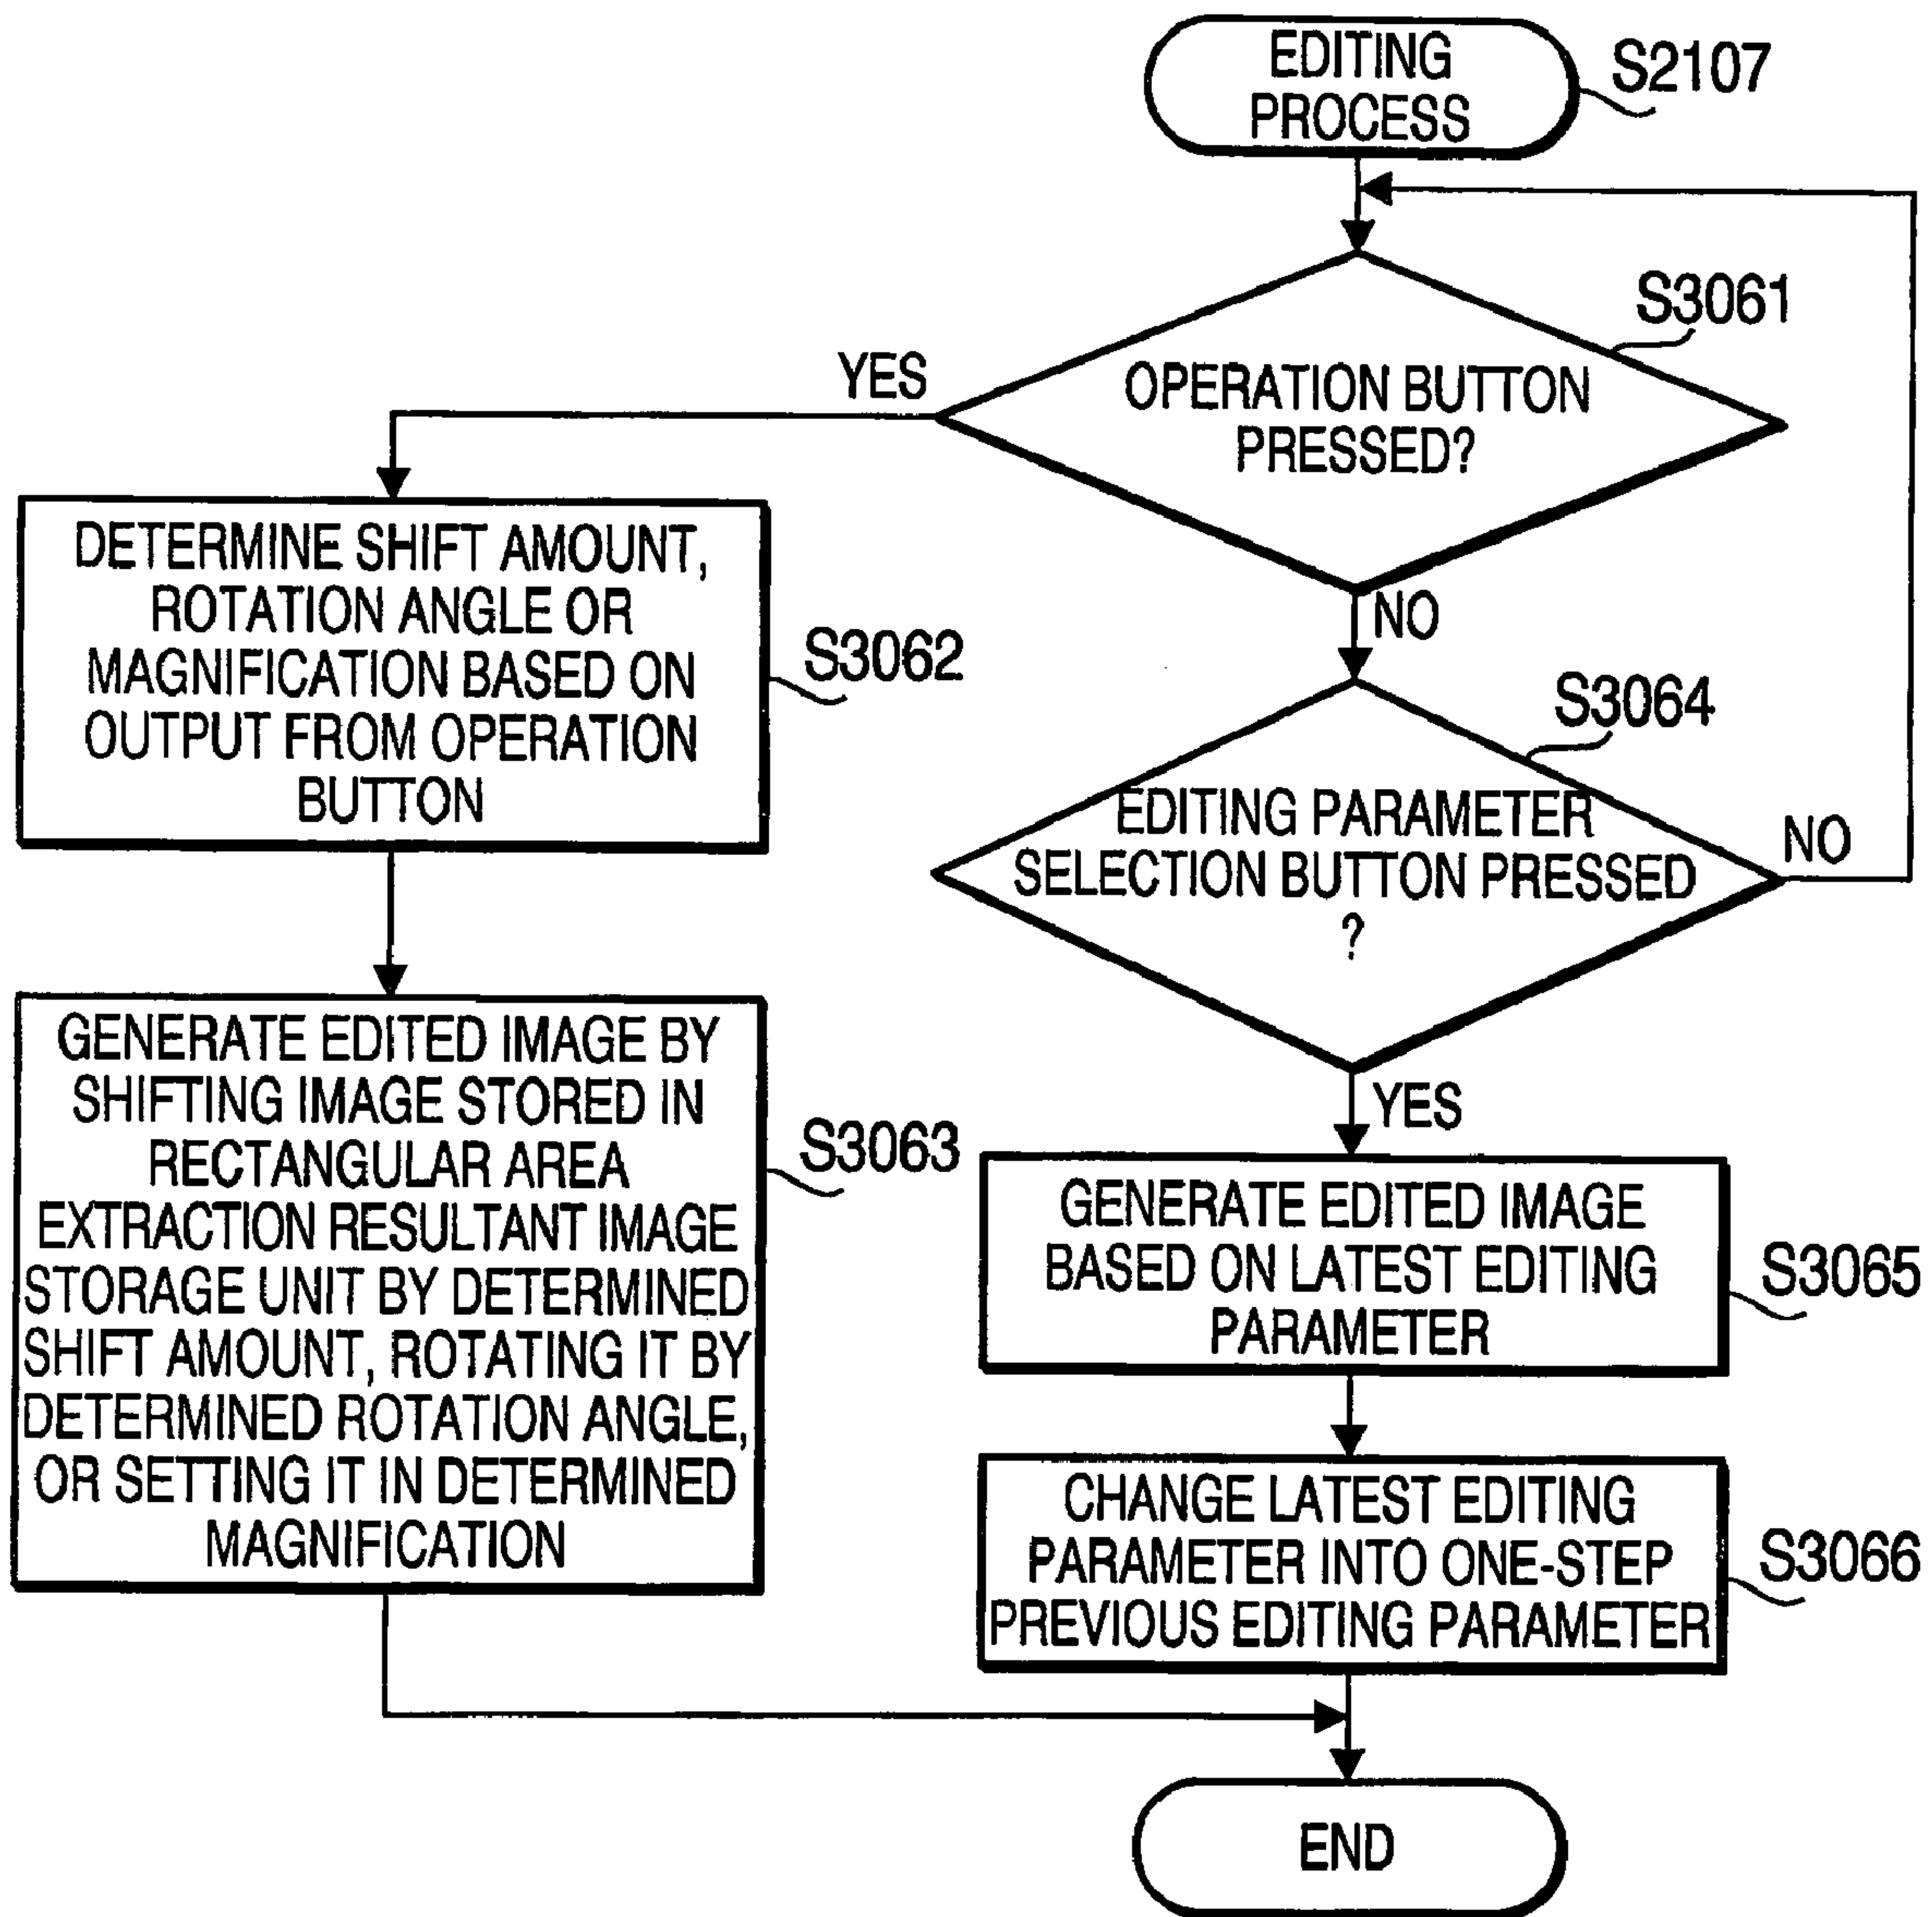 EDITING
PROCESS
S2107
S3061
YES
OPERATION BUTTON
PRESSED?
NO
DETERMINE SHIFT AMOUNT,
ROTATION ANGLE OR
MAGNIFICATION BASED ON
OUTPUT FROM OPERATION
BUTTON
S3062
S3064
EDITING PARAMETER
SELECTION BUTTON PRESSED
?
NO
YES
GENERATE EDITED IMAGE BY
SHIFTING IMAGE STORED IN
RECTANGULAR AREA
EXTRACTION RESULTANT IMAGE
STORAGE UNIT BY DETERMINED
SHIFT AMOUNT, ROTATING IT BY
DETERMINED ROTATION ANGLE,
OR SETTING IT IN DETERMINED
MAGNIFICATION
S3063
GENERATE EDITED IMAGE
BASED ON LATEST EDITING
PARAMETER
S3065
CHANGE LATEST EDITING
PARAMETER INTO ONE-STEP
PREVIOUS EDITING PARAMETER
S3066
END